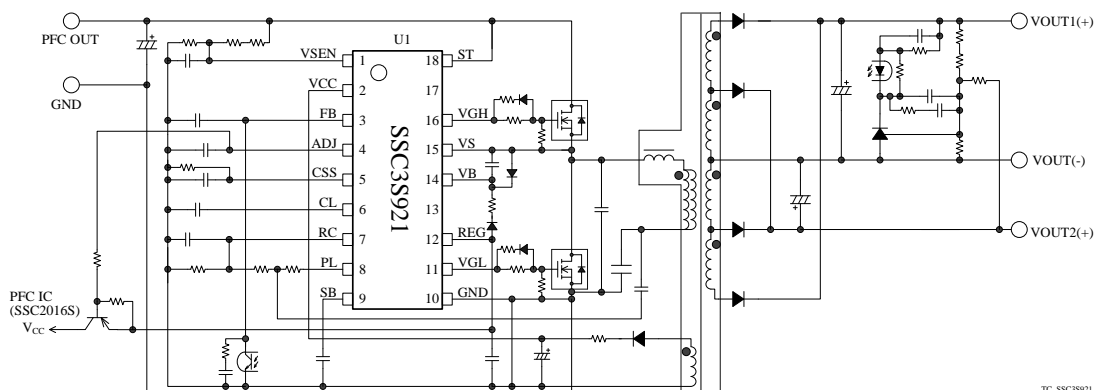 PFC OUT
GND
U1
VSEN 1
VCC 2
FB 3
ADJ 4
CSS 5
CL 6
RC 7
PL 8
SB 9
SSC3S921
18 ST
17
16 VGH
15 VS
14 VB
13
12 REG
11 VGL
10 GND
PFC IC
(SSC2016S)
VCC
VOUT1(+)
VOUT(-)
VOUT2(+)
TC_SSC3S921